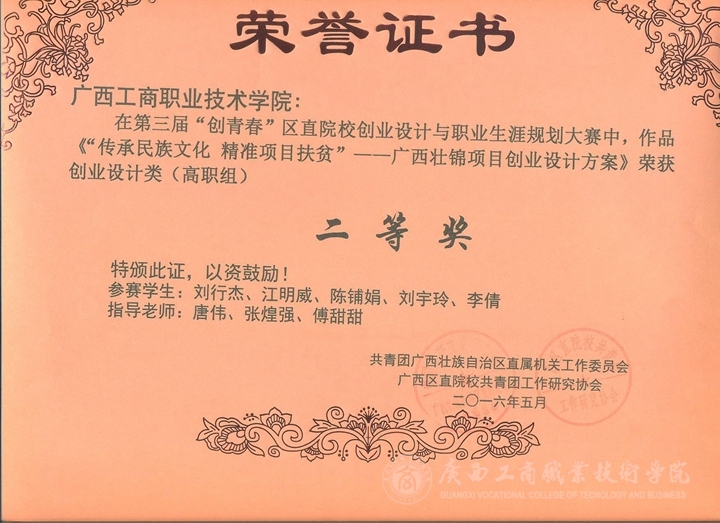 荣誉证书
广西工商职业技术学院：
在第三届“创青春”区直院校创业设计与职业生涯规划大赛中，作品
《“传承民族文化 精准项目扶贫”——广西壮锦项目创业设计方案》荣获
创业设计类（高职组）
二等奖
特颁此证，以资鼓励！
参赛学生：刘行杰、江明威、陈铺娟、刘宇玲、李倩
指导老师：唐伟、张煌强、傅甜甜
共青团广西壮族自治区直属机关工作委员会
广西区直院校共青团工作研究协会
二〇一六年五月
广西工商職業技術學院
GUANGXI VOCATIONAL COLLEGE OF TECNOLOGY AND BUSINESS